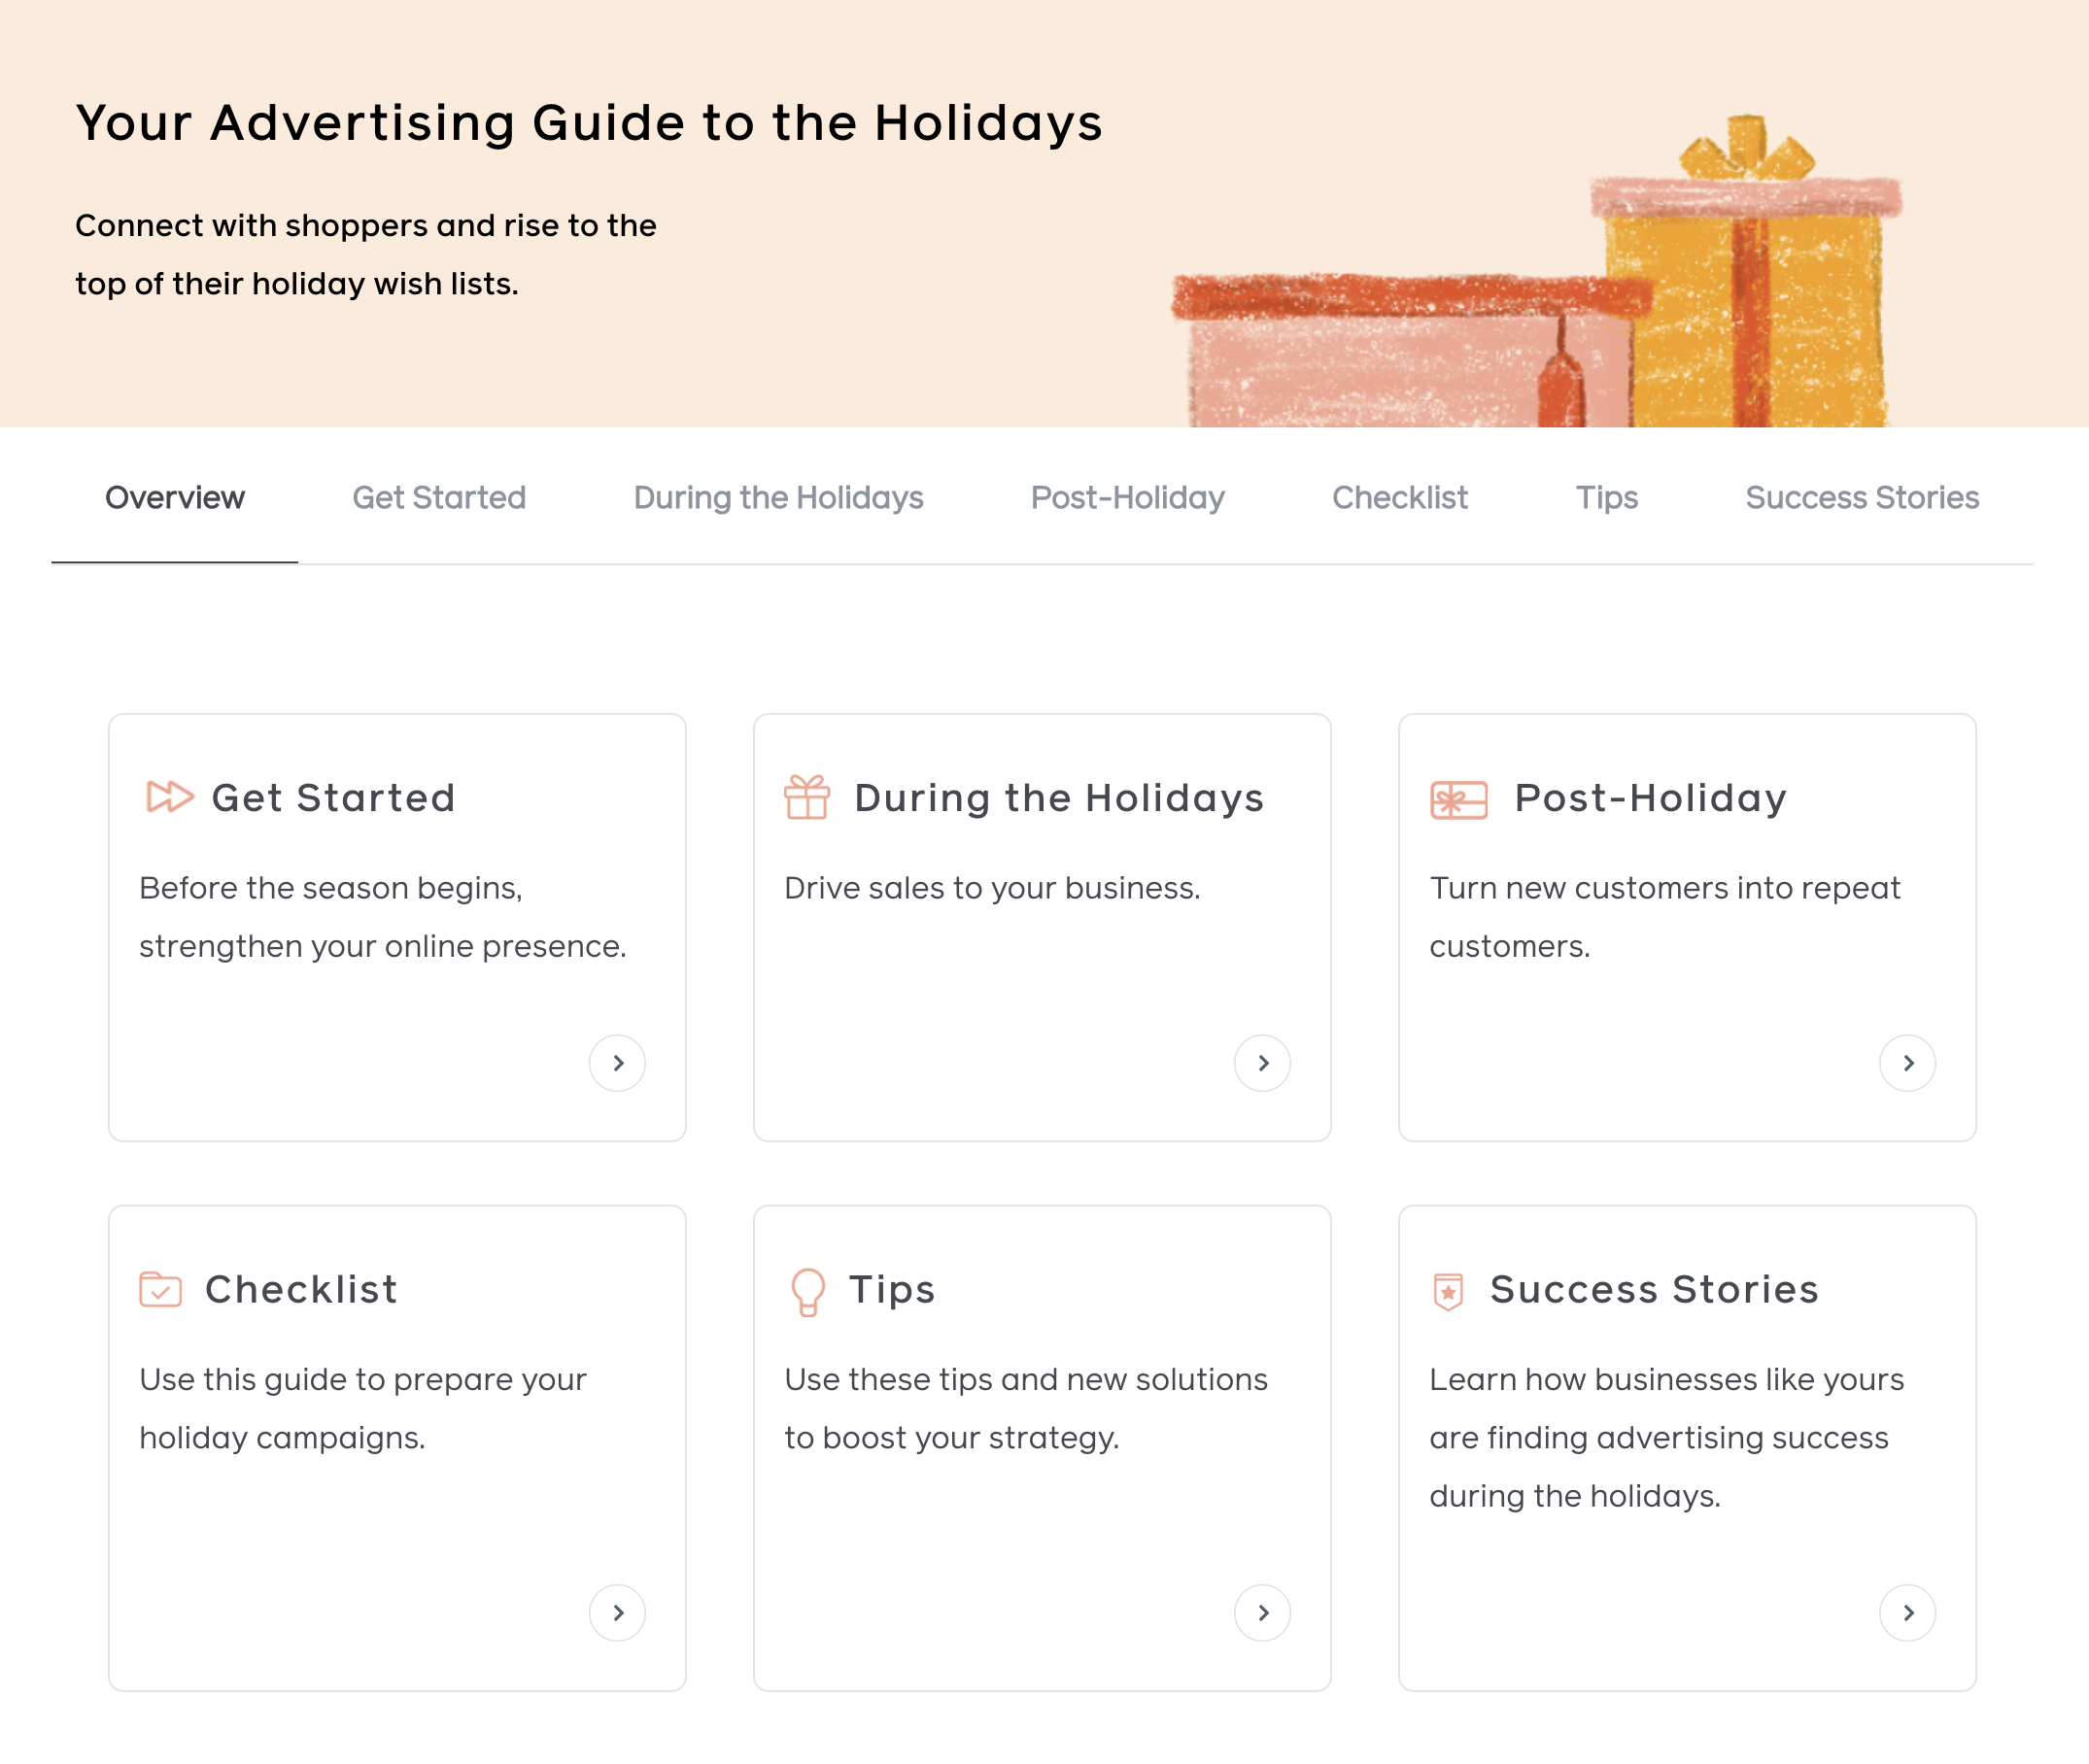 Your Advertising Guide to the Holidays
Connect with shoppers and rise to the
top of their holiday wish lists.
Overview
Get Started
During the Holidays
Post-Holiday
Checklist
Tips
Success Stories
Get Started
Before the season begins,
strengthen your online presence.
During the Holidays
Drive sales to your business.
Post-Holiday
Turn new customers into repeat
customers.
Checklist
Use this guide to prepare your
holiday campaigns.
Tips
Use these tips and new solutions
to boost your strategy.
Success Stories
Learn how businesses like yours
are finding advertising success
during the holidays.